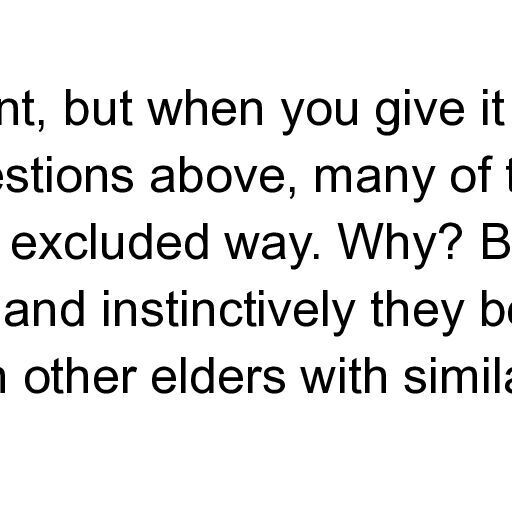 nt, but when you give it
estions above, many of t
excluded way. Why? B
and instinctively they be
n other elders with simila